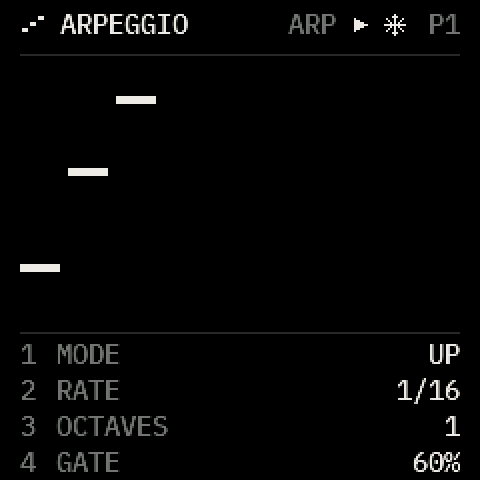 ARPEGGIO ARP P1
1 MODE UP
2 RATE 1/16
3 OCTAVES 1
4 GATE 60%